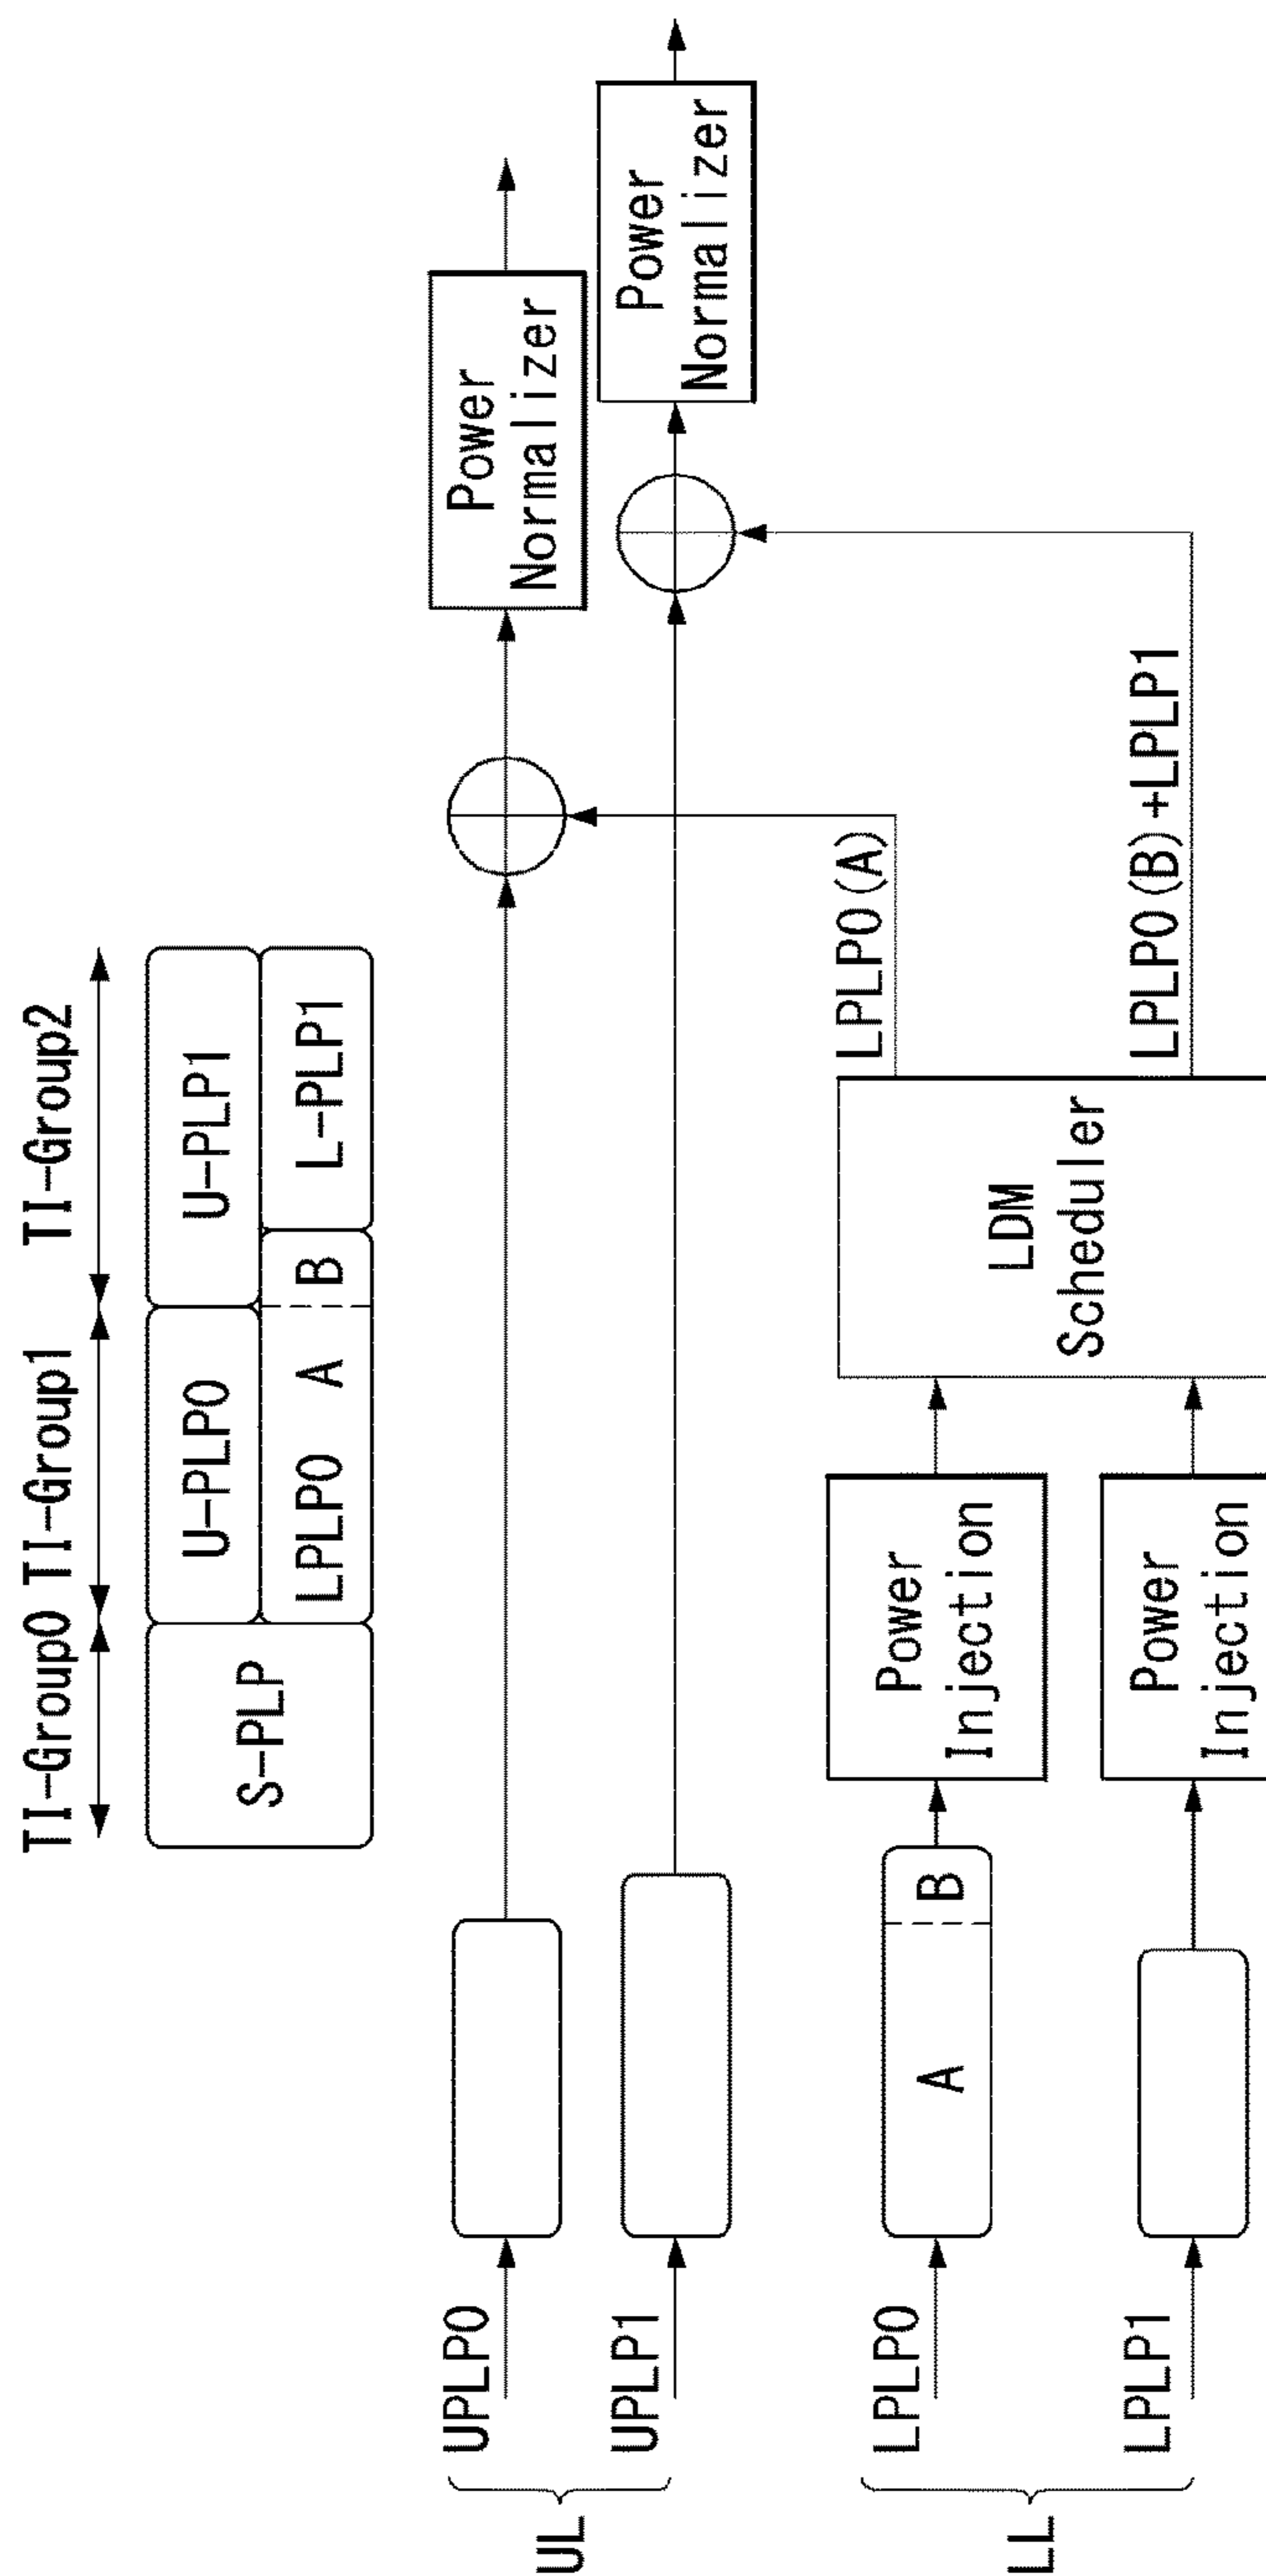 TI-Group0 TI-Group1 TI-Group2
S-PLP
U-PLP0
U-PLP1
LPLP0 A
B
L-PLP1
UL
UPLP0
UPLP1
Power
Normalizer
Power
Normalizer
LL
LPLP0
A
B
Power
Injection
LPLP1
Power
Injection
LDM
Scheduler
LPLP0(A)
LPLP0(B)+LPLP1